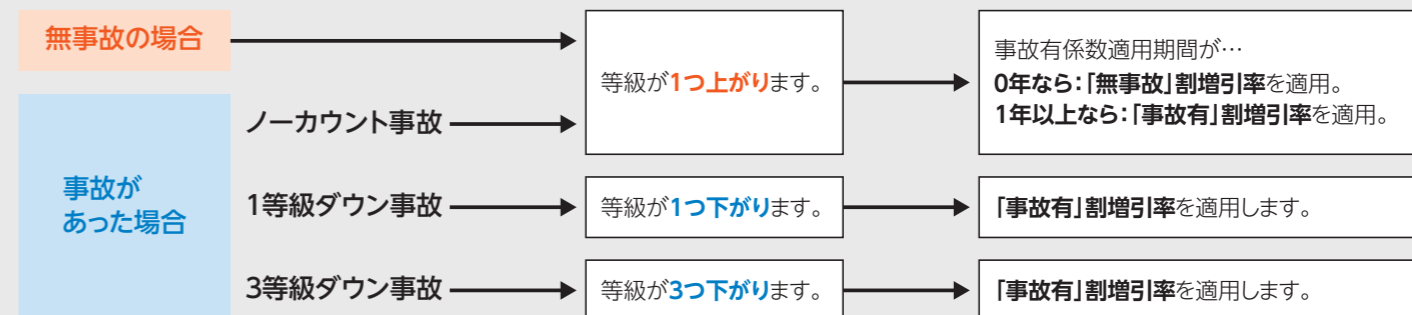 無事故の場合
等級が1つ上がります。
事故有係数適用期間が…
0年なら：「無事故」割増引率を適用。
1年以上なら：「事故有」割増引率を適用。
事故が
あった場合
ノーカウント事故
1等級ダウン事故
等級が1つ下がります。
「事故有」割増引率を適用します。
3等級ダウン事故
等級が3つ下がります。
「事故有」割増引率を適用します。